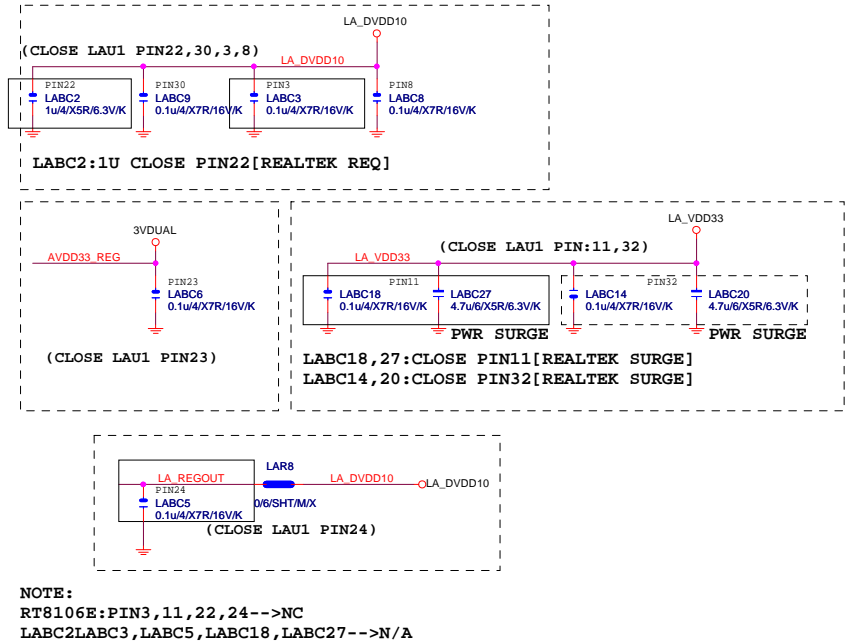 LA_DVDD10
(CLOSE LAU1 PIN22,30,3,8)
LA_DVDD10
PIN22
LABC2
1u/4/X5R/6.3V/K
PIN30
LABC9
0.1u/4/X7R/16V/K
PIN3
LABC3
0.1u/4/X7R/16V/K
PIN8
LABC8
0.1u/4/X7R/16V/K
LABC2:1U CLOSE PIN22[REALTEK REQ]
3VDUAL
AVDD33_REG
PIN23
LABC6
0.1u/4/X7R/16V/K
(CLOSE LAU1 PIN23)
LA_VDD33
(CLOSE LAU1 PIN:11,32)
LA_VDD33
PIN11
LABC18
0.1u/4/X7R/16V/K
LABC27
4.7u/6/X5R/6.3V/K
PWR SURGE
PIN32
LABC14
0.1u/4/X7R/16V/K
LABC20
4.7u/6/X5R/6.3V/K
PWR SURGE
LABC18,27:CLOSE PIN11[REALTEK SURGE]
LABC14,20:CLOSE PIN32[REALTEK SURGE]
LA_REGOUT
PIN24
LABC5
0.1u/4/X7R/16V/K
LAR8
0/6/SHT/M/X
LA_DVDD10
LA_DVDD10
(CLOSE LAU1 PIN24)
NOTE:
RT8106E:PIN3,11,22,24-->NC
LABC2LABC3,LABC5,LABC18,LABC27-->N/A